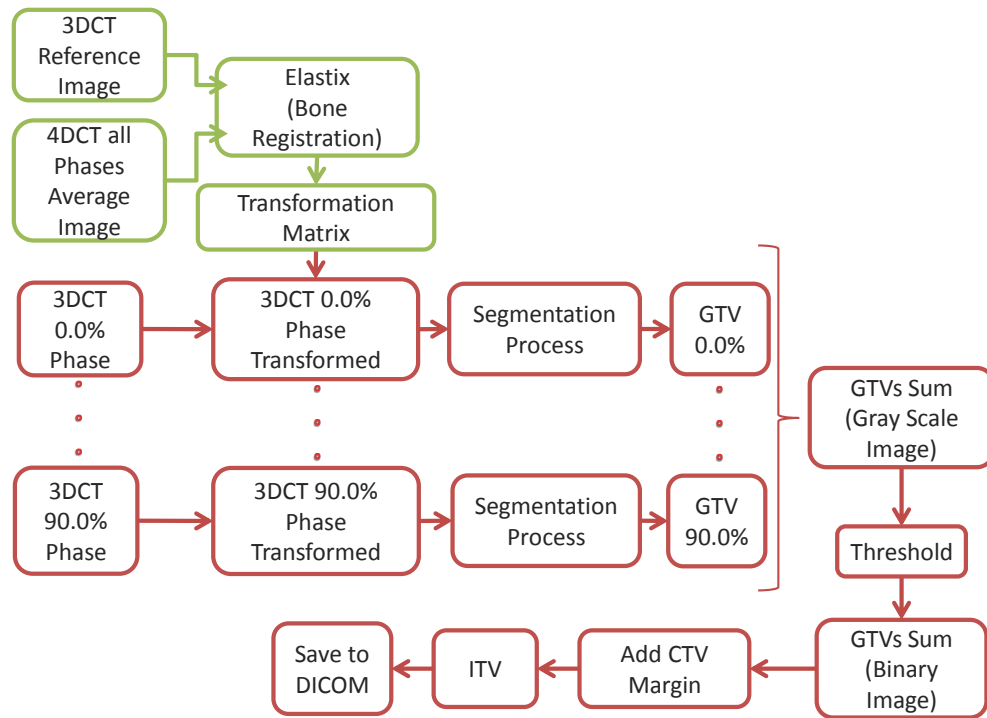 3DCT
Reference
Image
4DCT all
Phases
Average
Image
Elastix
(Bone
Registration)
Transformation
Matrix
3DCT
0.0%
Phase
3DCT 0.0%
Phase
Transformed
Segmentation
Process
GTV
0.0%
3DCT
90.0%
Phase
3DCT 90.0%
Phase
Transformed
Segmentation
Process
GTV
90.0%
GTVs Sum
(Gray Scale
Image)
Threshold
GTVs Sum
(Binary
Image)
Add CTV
Margin
ITV
Save to
DICOM